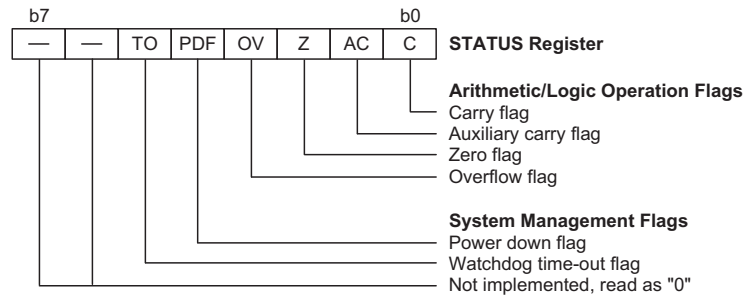 b7 b0
— — TO PDF OV Z AC C STATUS Register
Arithmetic/Logic Operation Flags
Carry flag
Auxiliary carry flag
Zero flag
Overflow flag
System Management Flags
Power down flag
Watchdog time-out flag
Not implemented, read as "0"